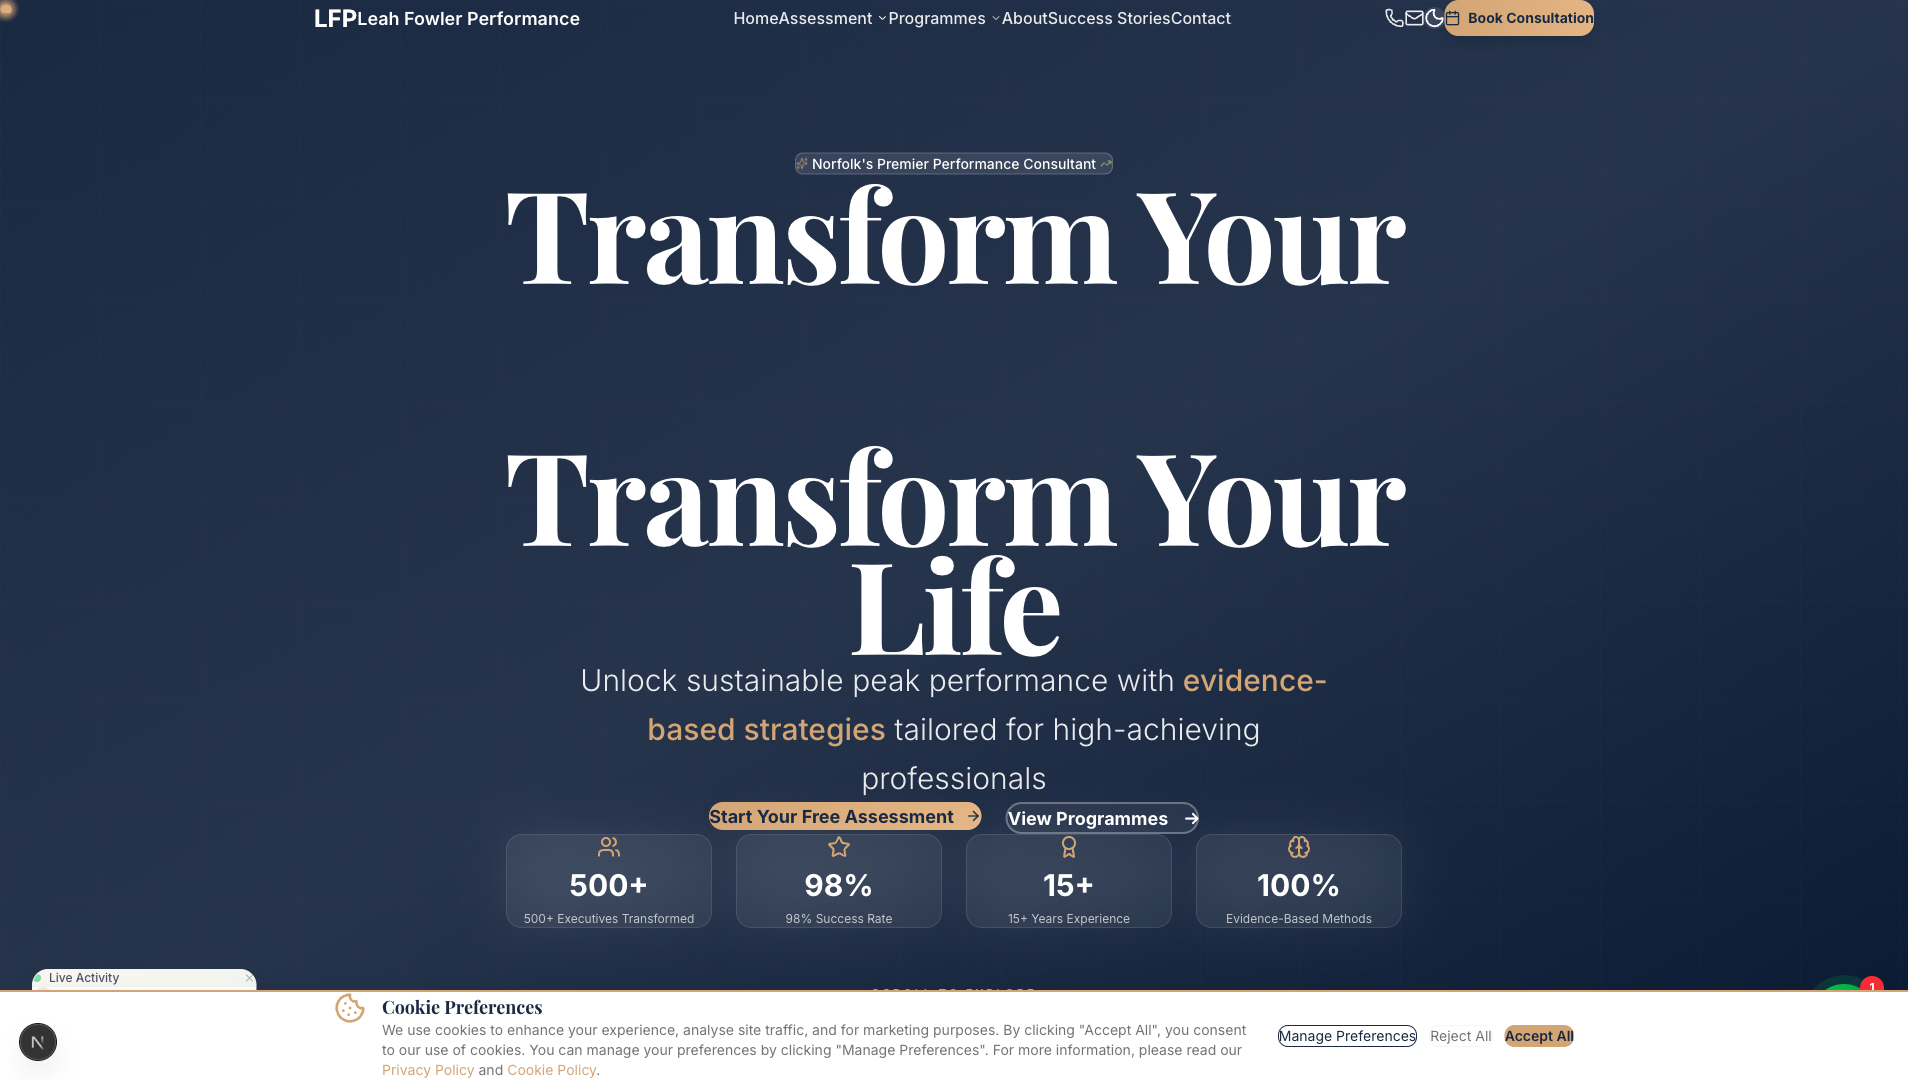 LFP Leah Fowler Performance
Home Assessment Programmes About Success Stories Contact
Book Consultation
Norfolk's Premier Performance Consultant
Transform Your
Transform Your
Life
Unlock sustainable peak performance with evidence-
based strategies tailored for high-achieving
professionals
Start Your Free Assessment
View Programmes
500+
500+ Executives Transformed
98%
98% Success Rate
15+
15+ Years Experience
100%
Evidence-Based Methods
Live Activity
SCROLL TO EXPLORE
1
Cookie Preferences
We use cookies to enhance your experience, analyse site traffic, and for marketing purposes. By clicking "Accept All", you consent
to our use of cookies. You can manage your preferences by clicking "Manage Preferences". For more information, please read our
Privacy Policy and Cookie Policy.
Manage Preferences
Reject All
Accept All
N